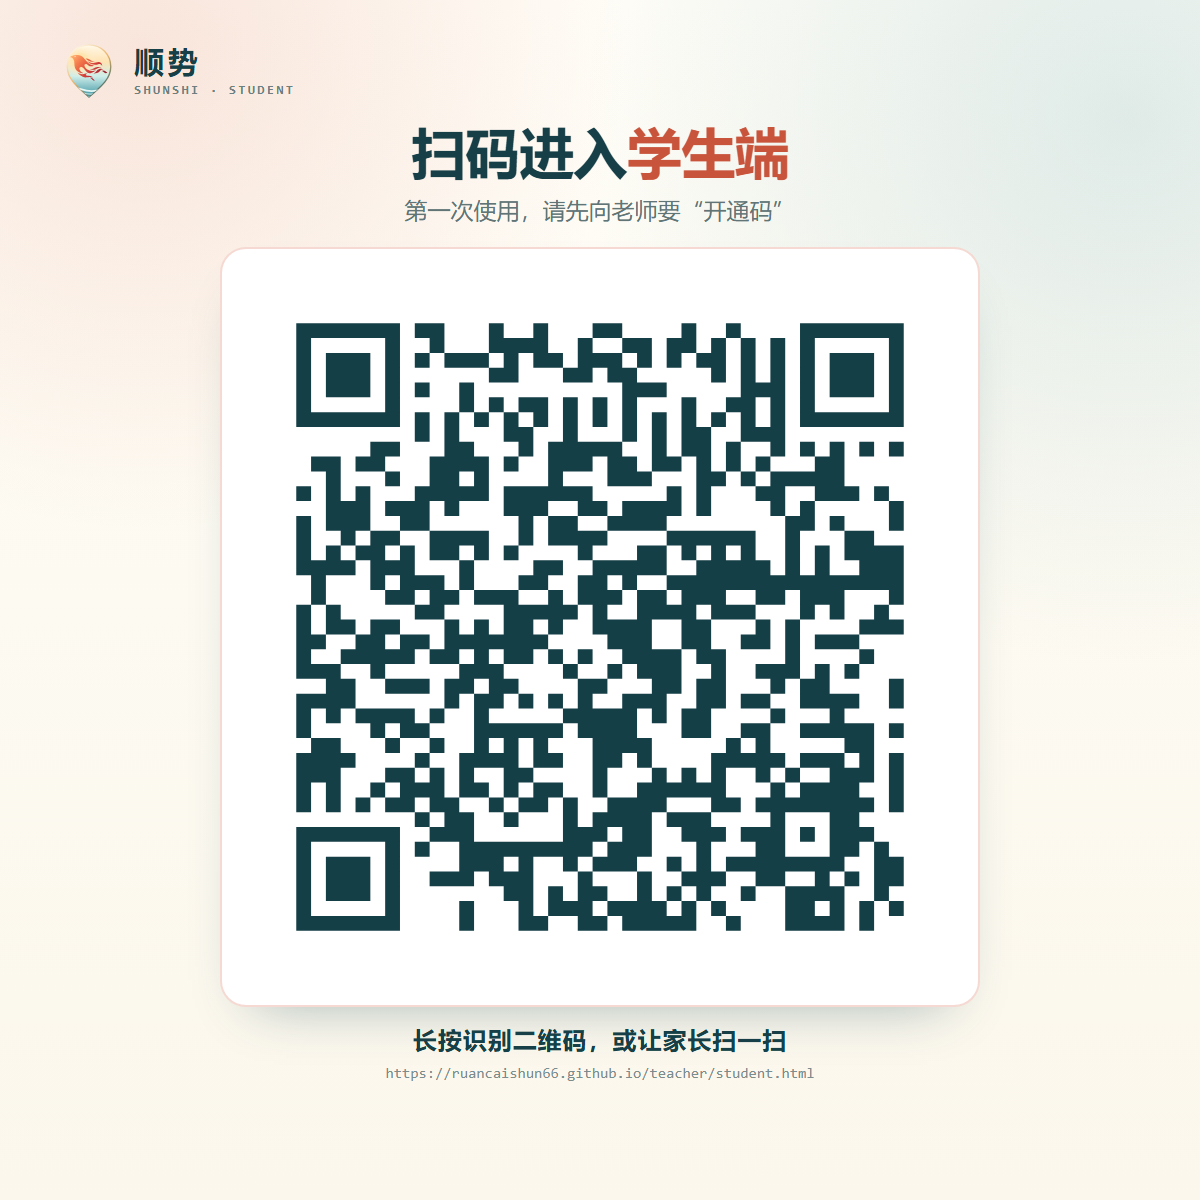 顺势
SHUNSHI · STUDENT
扫码进入学生端
第一次使用，请先向老师要“开通码”
长按识别二维码，或让家长扫一扫
https://ruancaishun66.github.io/teacher/student.html